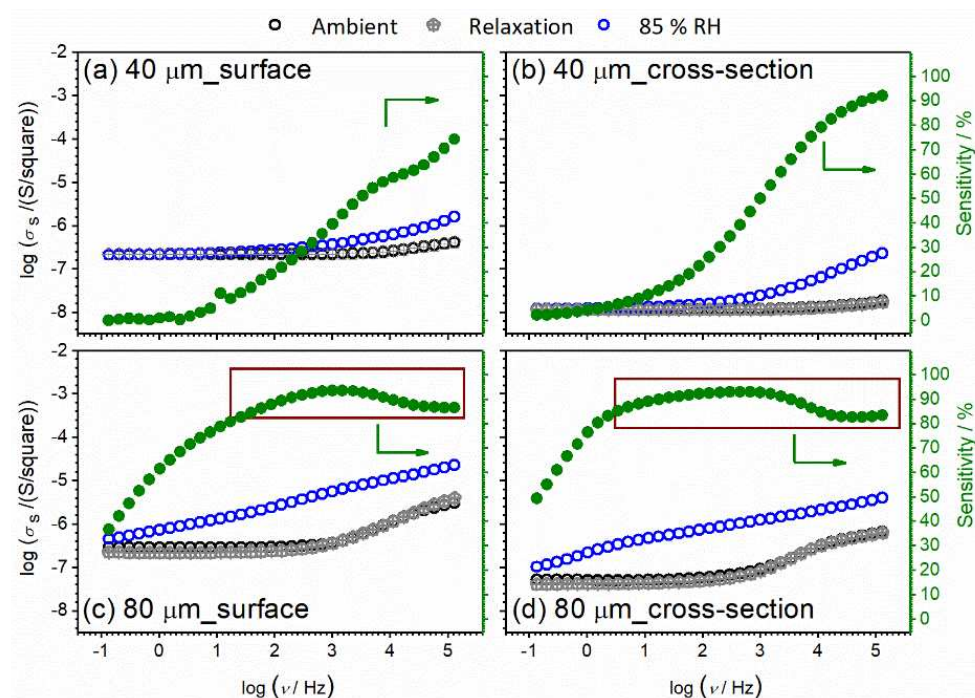 Ambient Relaxation 85 % RH
-2
-3
-4
-5
-6
-7
-8
log (σ s /(S/square))
(a) 40 μm_surface
(b) 40 μm_cross-section
100
90
80
70
60
50
40
30
20
10
0
Sensitivity / %
-2
-3
-4
-5
-6
-7
-8
log (σ s /(S/square))
(c) 80 μm_surface
(d) 80 μm_cross-section
100
90
80
70
60
50
40
30
20
10
0
Sensitivity / %
-1 0 1 2 3 4 5
-1 0 1 2 3 4 5
log (ν / Hz)
log (ν / Hz)